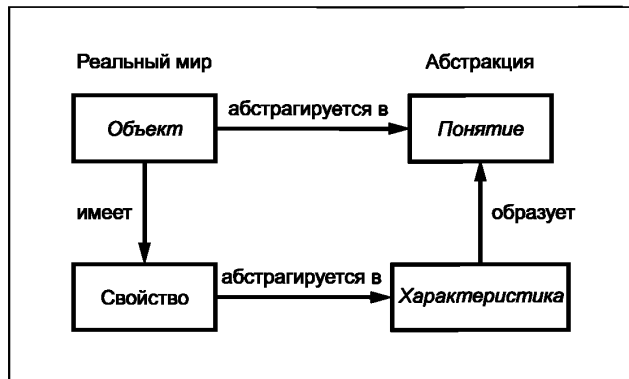 Реальный мир
Абстракция
Объект
абстрагируется в
Понятие
имеет
образует
Свойство
абстрагируется в
Характеристика